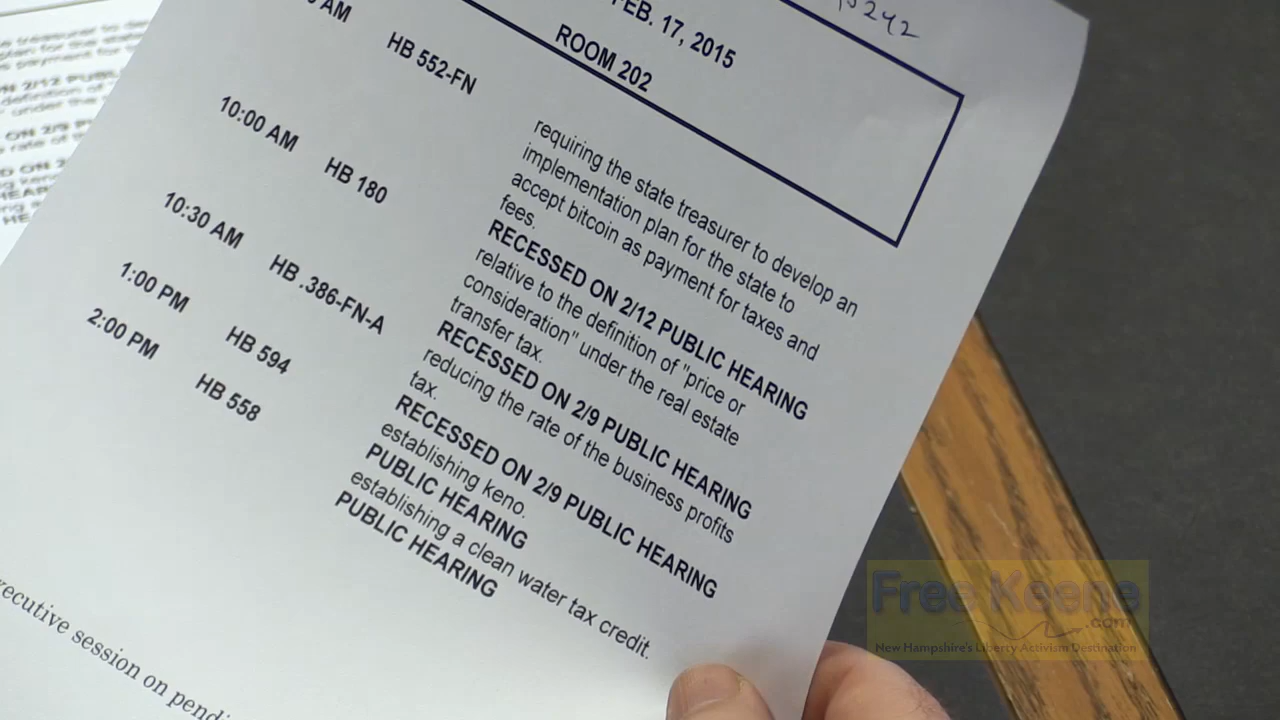 FEB. 17, 2015
ROOM 202
AM HB 552-FN
requiring the state treasurer to develop an
implementation plan for the state to
accept bitcoin as payment for taxes and
fees.
RECESSED ON 2/12 PUBLIC HEARING
10:00 AM HB 180
relative to the definition of "price or
consideration" under the real estate
transfer tax.
RECESSED ON 2/9 PUBLIC HEARING
10:30 AM HB .386-FN-A
reducing the rate of the business profits
tax.
RECESSED ON 2/9 PUBLIC HEARING
1:00 PM HB 594
establishing keno.
PUBLIC HEARING
2:00 PM HB 558
establishing a clean water tax credit.
PUBLIC HEARING
executive session on pendi
Free Keene
.com
New Hampshire's Liberty Activism Destination